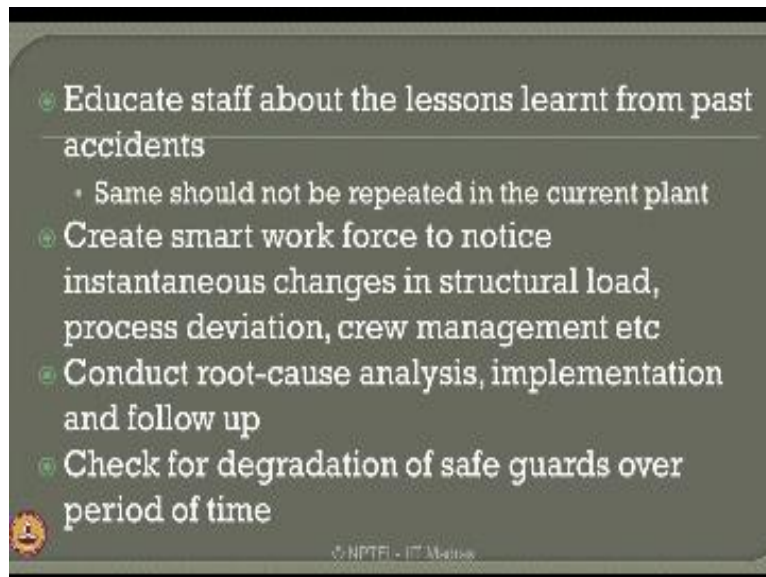 Educate staff about the lessons learnt from past
accidents
Same should not be repeated in the current plant
Create smart work force to notice
instantaneous changes in structural load,
process deviation, crew management etc
Conduct root-cause analysis, implementation
and follow up
Check for degradation of safe guards over
period of time
© NPTEL - IIT Madras